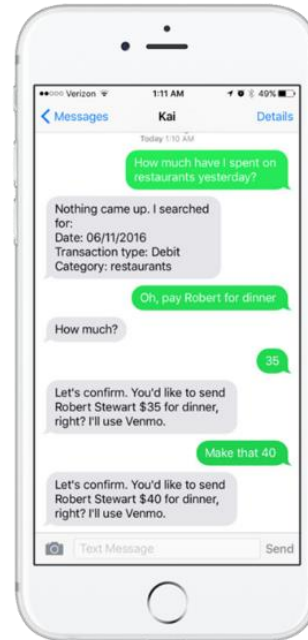 Verizon
1:11 AM
49%
Messages
Kai
Details
Today 1:10 AM
How much have I spent on
restaurants yesterday?
Nothing came up. I searched
for:
Date: 06/11/2016
Transaction type: Debit
Category: restaurants
Oh, pay Robert for dinner
How much?
35
Let's confirm. You'd like to send
Robert Stewart $35 for dinner,
right? I'll use Venmo.
Make that 40
Let's confirm. You'd like to send
Robert Stewart $40 for dinner,
right? I'll use Venmo.
Text Message
Send